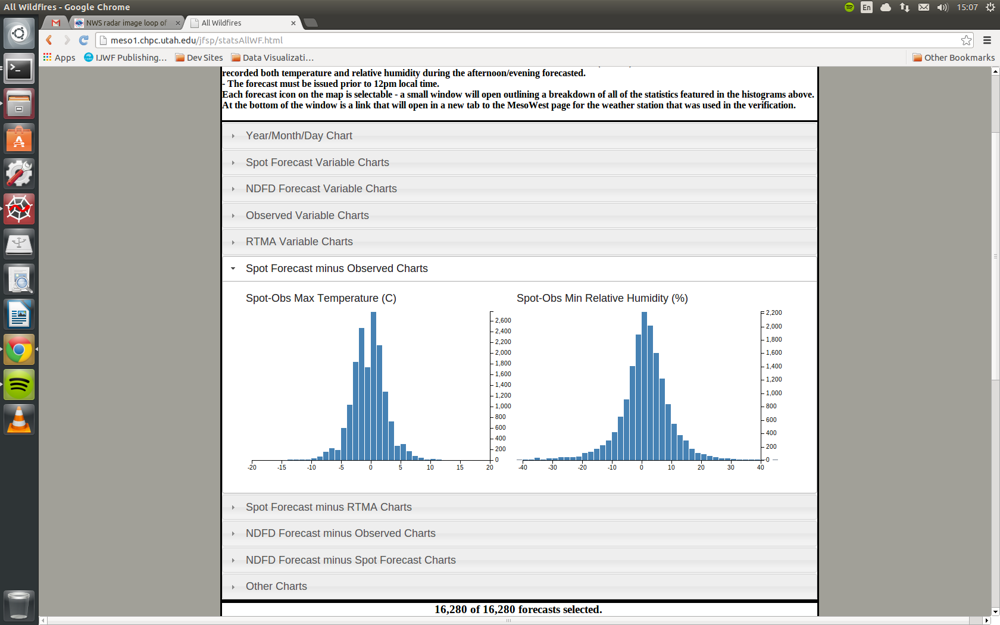 All Wildfires - Google Chrome
En
15:07
NWS radar image loop of
All Wildfires
meso1.chpc.utah.edu/jfsp/statsAllWF.html
Apps
IJWF Publishing...
Dev Sites
Data Visualizati...
Other Bookmarks
recorded both temperature and relative humidity during the afternoon/evening forecasted.
- The forecast must be issued prior to 12pm local time.
Each forecast icon on the map is selectable - a small window will open outlining a breakdown of all of the statistics featured in the histograms above.
At the bottom of the window is a link that will open in a new tab to the MesoWest page for the weather station that was used in the verification.
Year/Month/Day Chart
Spot Forecast Variable Charts
NDFD Forecast Variable Charts
Observed Variable Charts
RTMA Variable Charts
Spot Forecast minus Observed Charts
Spot-Obs Max Temperature (C)
2,600
2,400
2,200
2,000
1,800
1,600
1,400
1,200
1,000
800
600
400
200
0
-20 -15 -10 -5 0 5 10 15 20
Spot-Obs Min Relative Humidity (%)
2,200
2,000
1,800
1,600
1,400
1,200
1,000
800
600
400
200
0
-40 -30 -20 -10 0 10 20 30 40
Spot Forecast minus RTMA Charts
NDFD Forecast minus Observed Charts
NDFD Forecast minus Spot Forecast Charts
Other Charts
16,280 of 16,280 forecasts selected.